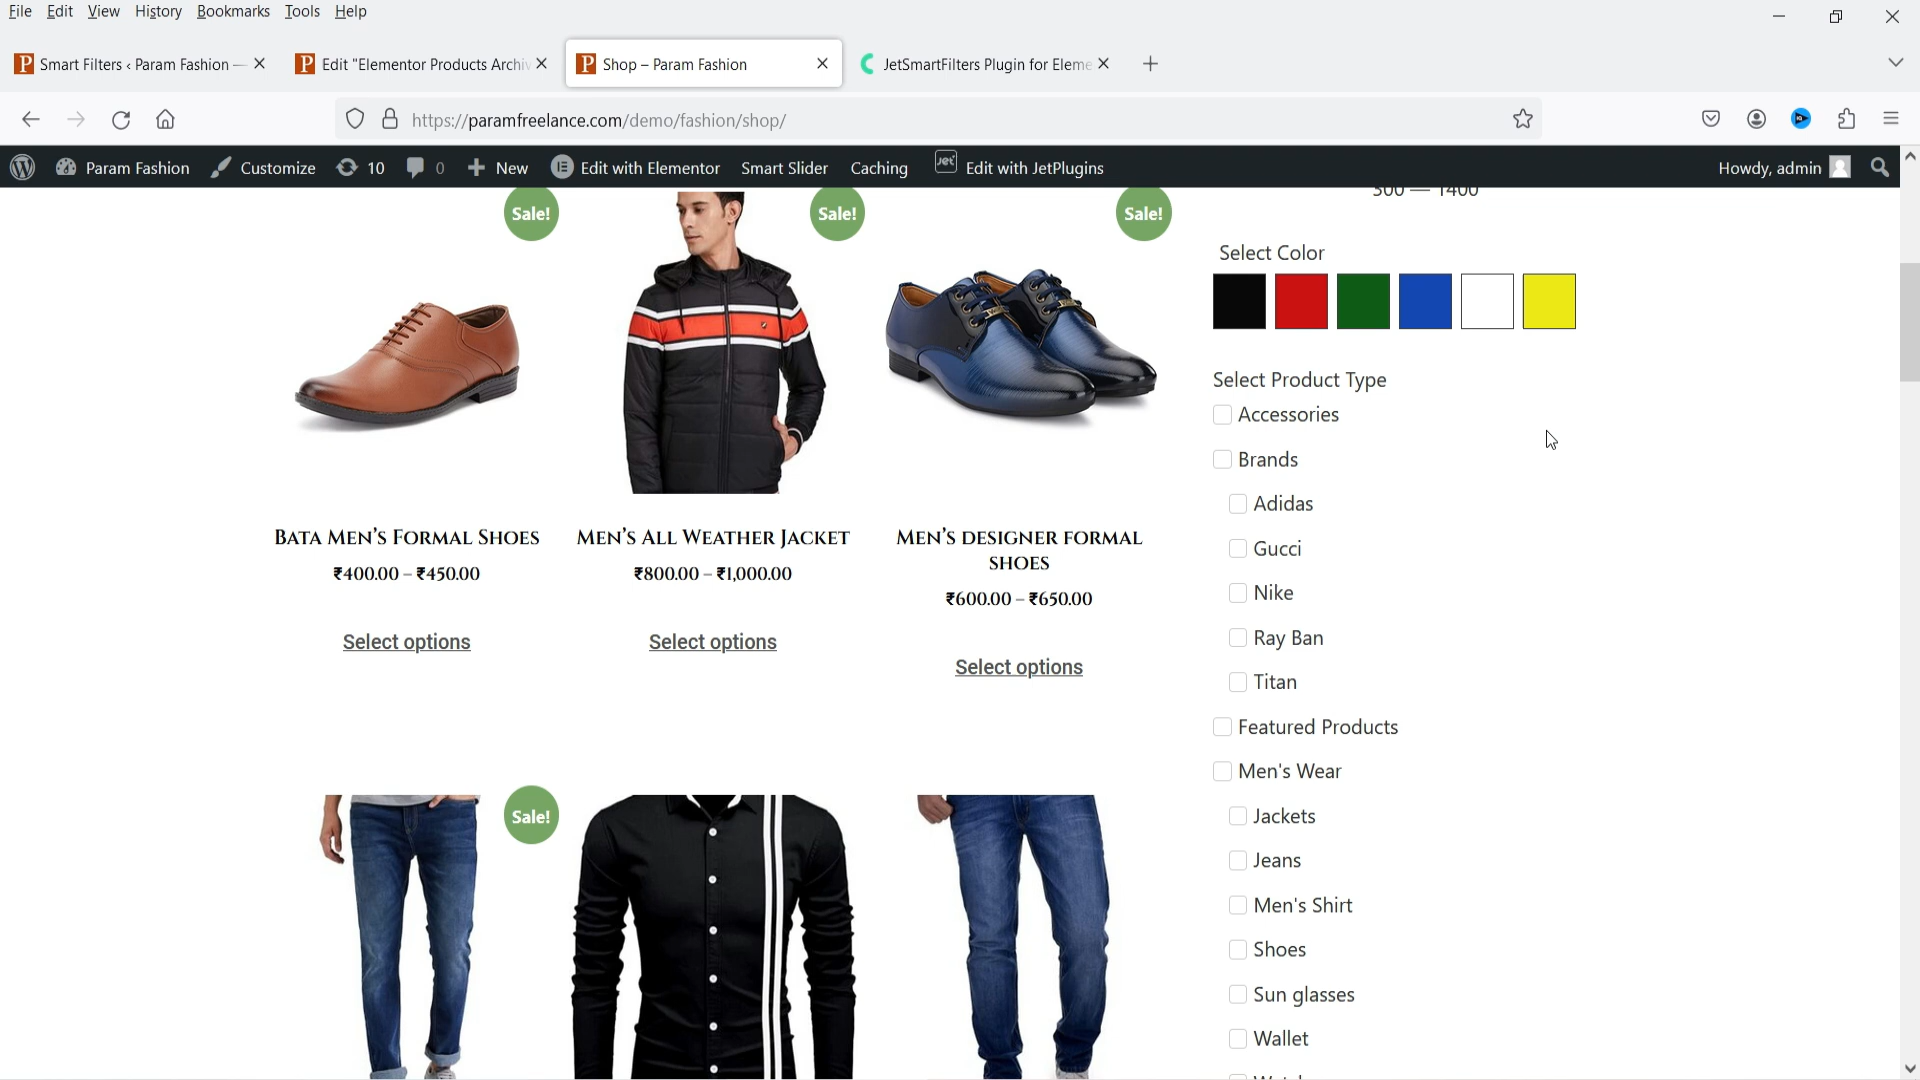 File Edit View History Bookmarks Tools Help
Smart Filters ‹ Param Fashion —
Edit "Elementor Products Archiv
Shop – Param Fashion
JetSmartFilters Plugin for Eleme
https://paramfreelance.com/demo/fashion/shop/
Param Fashion Customize 10 0 New Edit with Elementor Smart Slider Caching Jet Edit with JetPlugins Howdy, admin
300 — 1400
Sale! Sale! Sale!
Select Color
Select Product Type
Accessories
Brands
Adidas
Gucci
Nike
Ray Ban
Titan
Featured Products
Men's Wear
Jackets
Jeans
Men's Shirt
Shoes
Sun glasses
Wallet
Bata Men’s Formal Shoes
₹400.00 – ₹450.00
Select options
Men’s All Weather Jacket
₹800.00 – ₹1,000.00
Select options
Men’s designer formal
shoes
₹600.00 – ₹650.00
Select options
Sale!